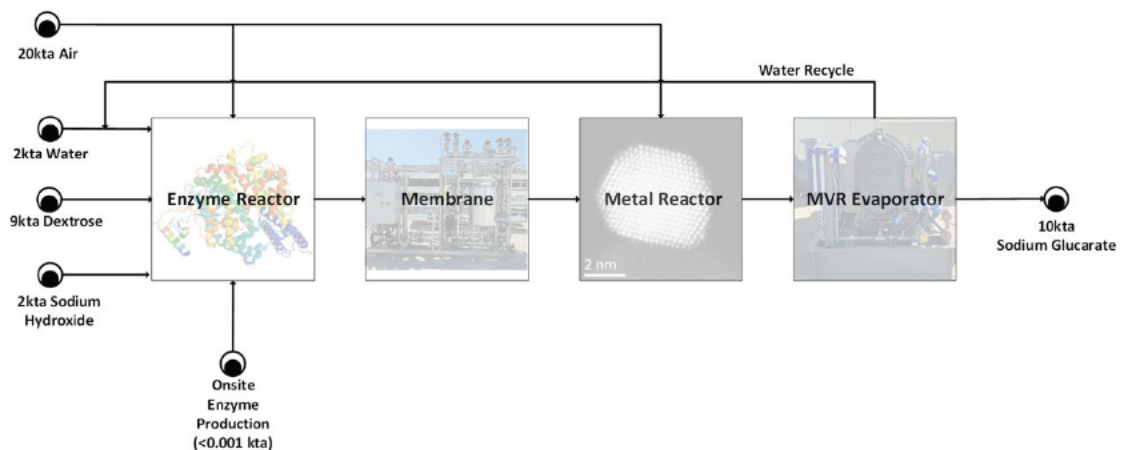 20kta Air
Water Recycle
2kta Water
Enzyme Reactor
Membrane
Metal Reactor
MVR Evaporator
9kta Dextrose
10kta
Sodium Glucarate
2 nm
2kta Sodium
Hydroxide
Onsite
Enzyme
Production
(<0.001 kta)